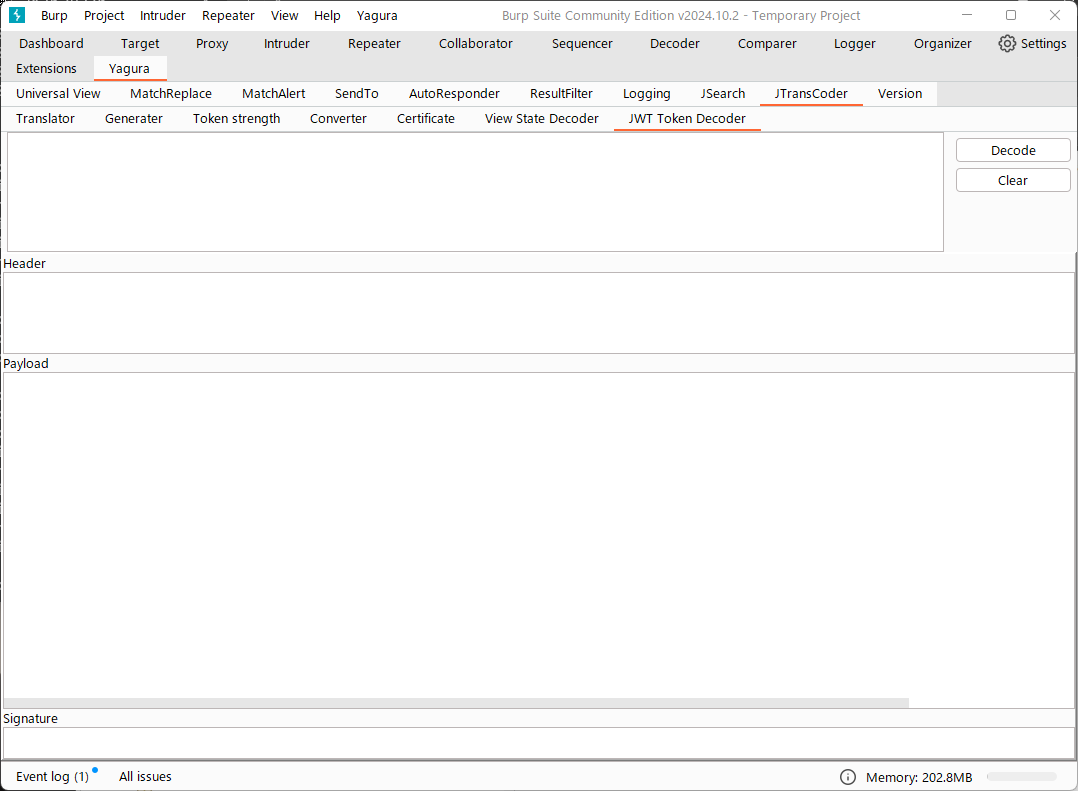 Burp Project Intruder Repeater View Help Yagura Burp Suite Community Edition v2024.10.2 - Temporary Project
Dashboard Target Proxy Intruder Repeater Collaborator Sequencer Decoder Comparer Logger Organizer Settings
Extensions Yagura
Universal View MatchReplace MatchAlert SendTo AutoResponder ResultFilter Logging JSearch JTransCoder Version
Translator Generater Token strength Converter Certificate View State Decoder JWT Token Decoder
Decode
Clear
Header
Payload
Signature
Event log (1) All issues Memory: 202.8MB